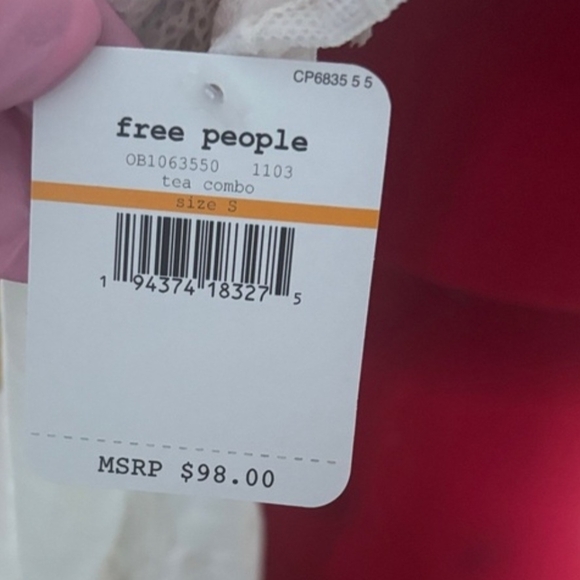 CP6835 5 5
free people
OB1063550 1103
tea combo
size S
1 94374 18327 5
MSRP $98.00